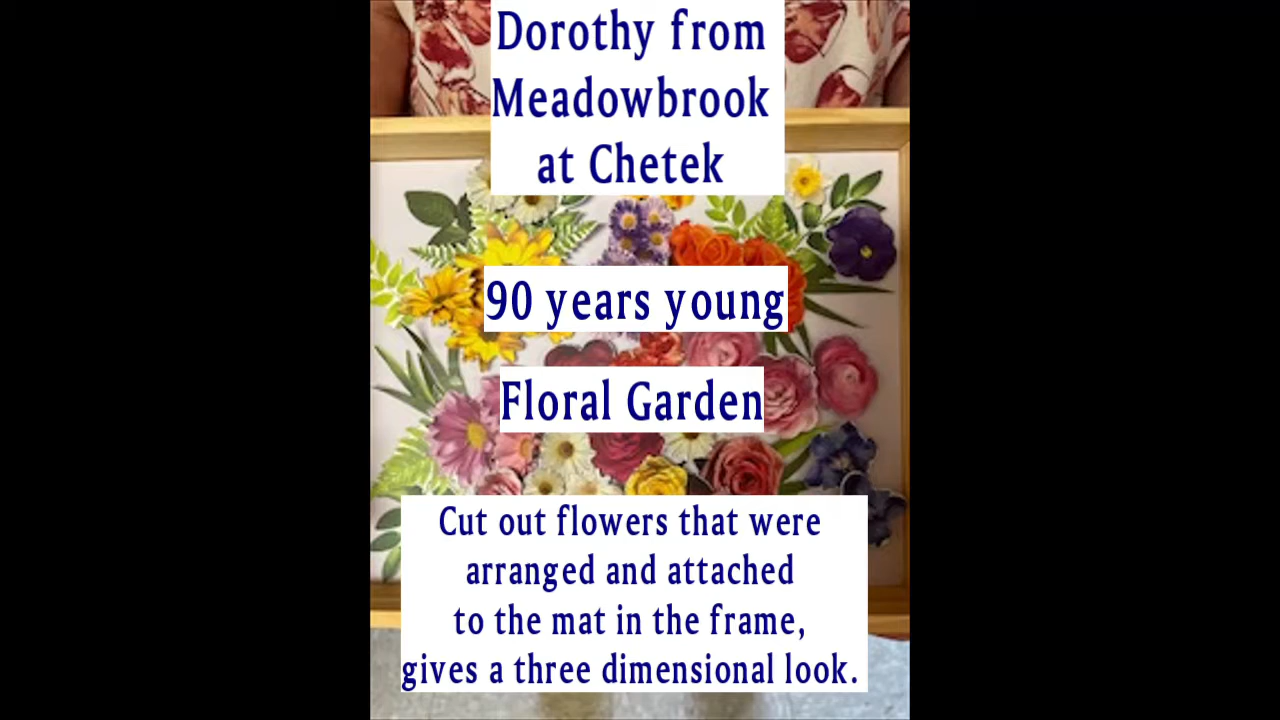 Dorothy from
Meadowbrook
at Chetek
90 years young
Floral Garden
Cut out flowers that were
arranged and attached
to the mat in the frame,
gives a three dimensional look.